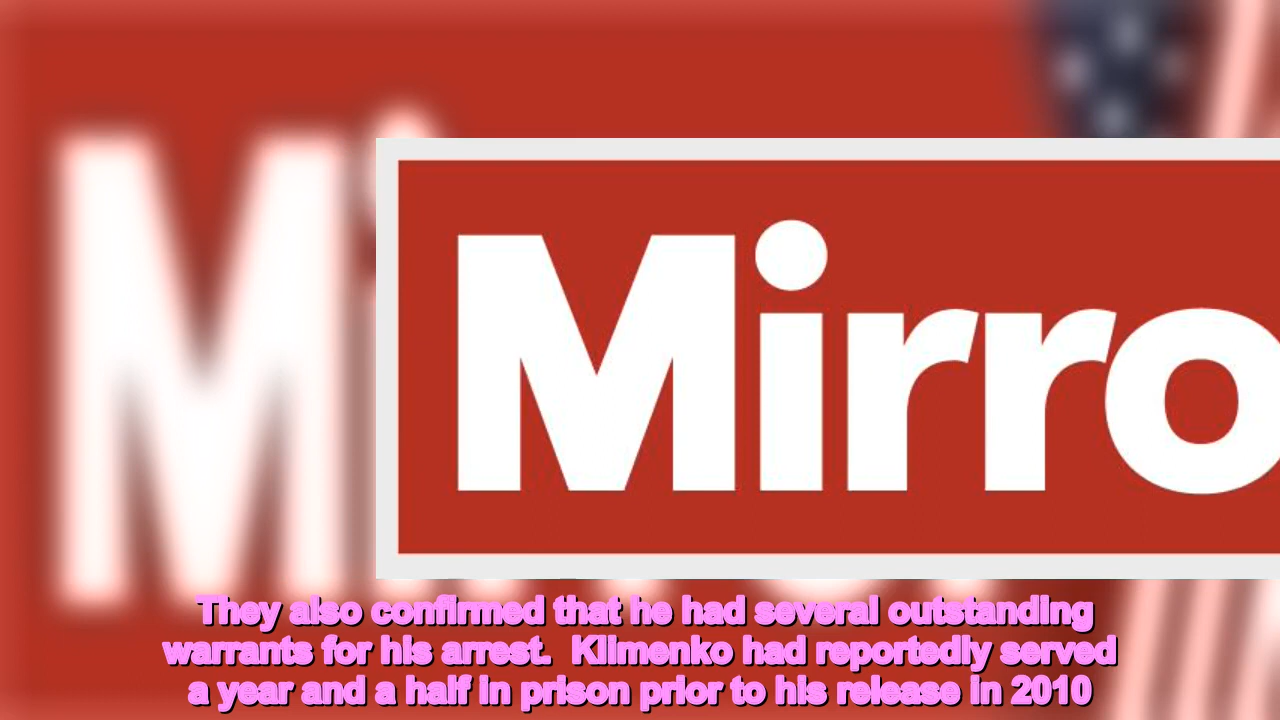 Mirro
They also confirmed that he had several outstanding
warrants for his arrest. Klimenko had reportedly served
a year and a half in prison prior to his release in 2010